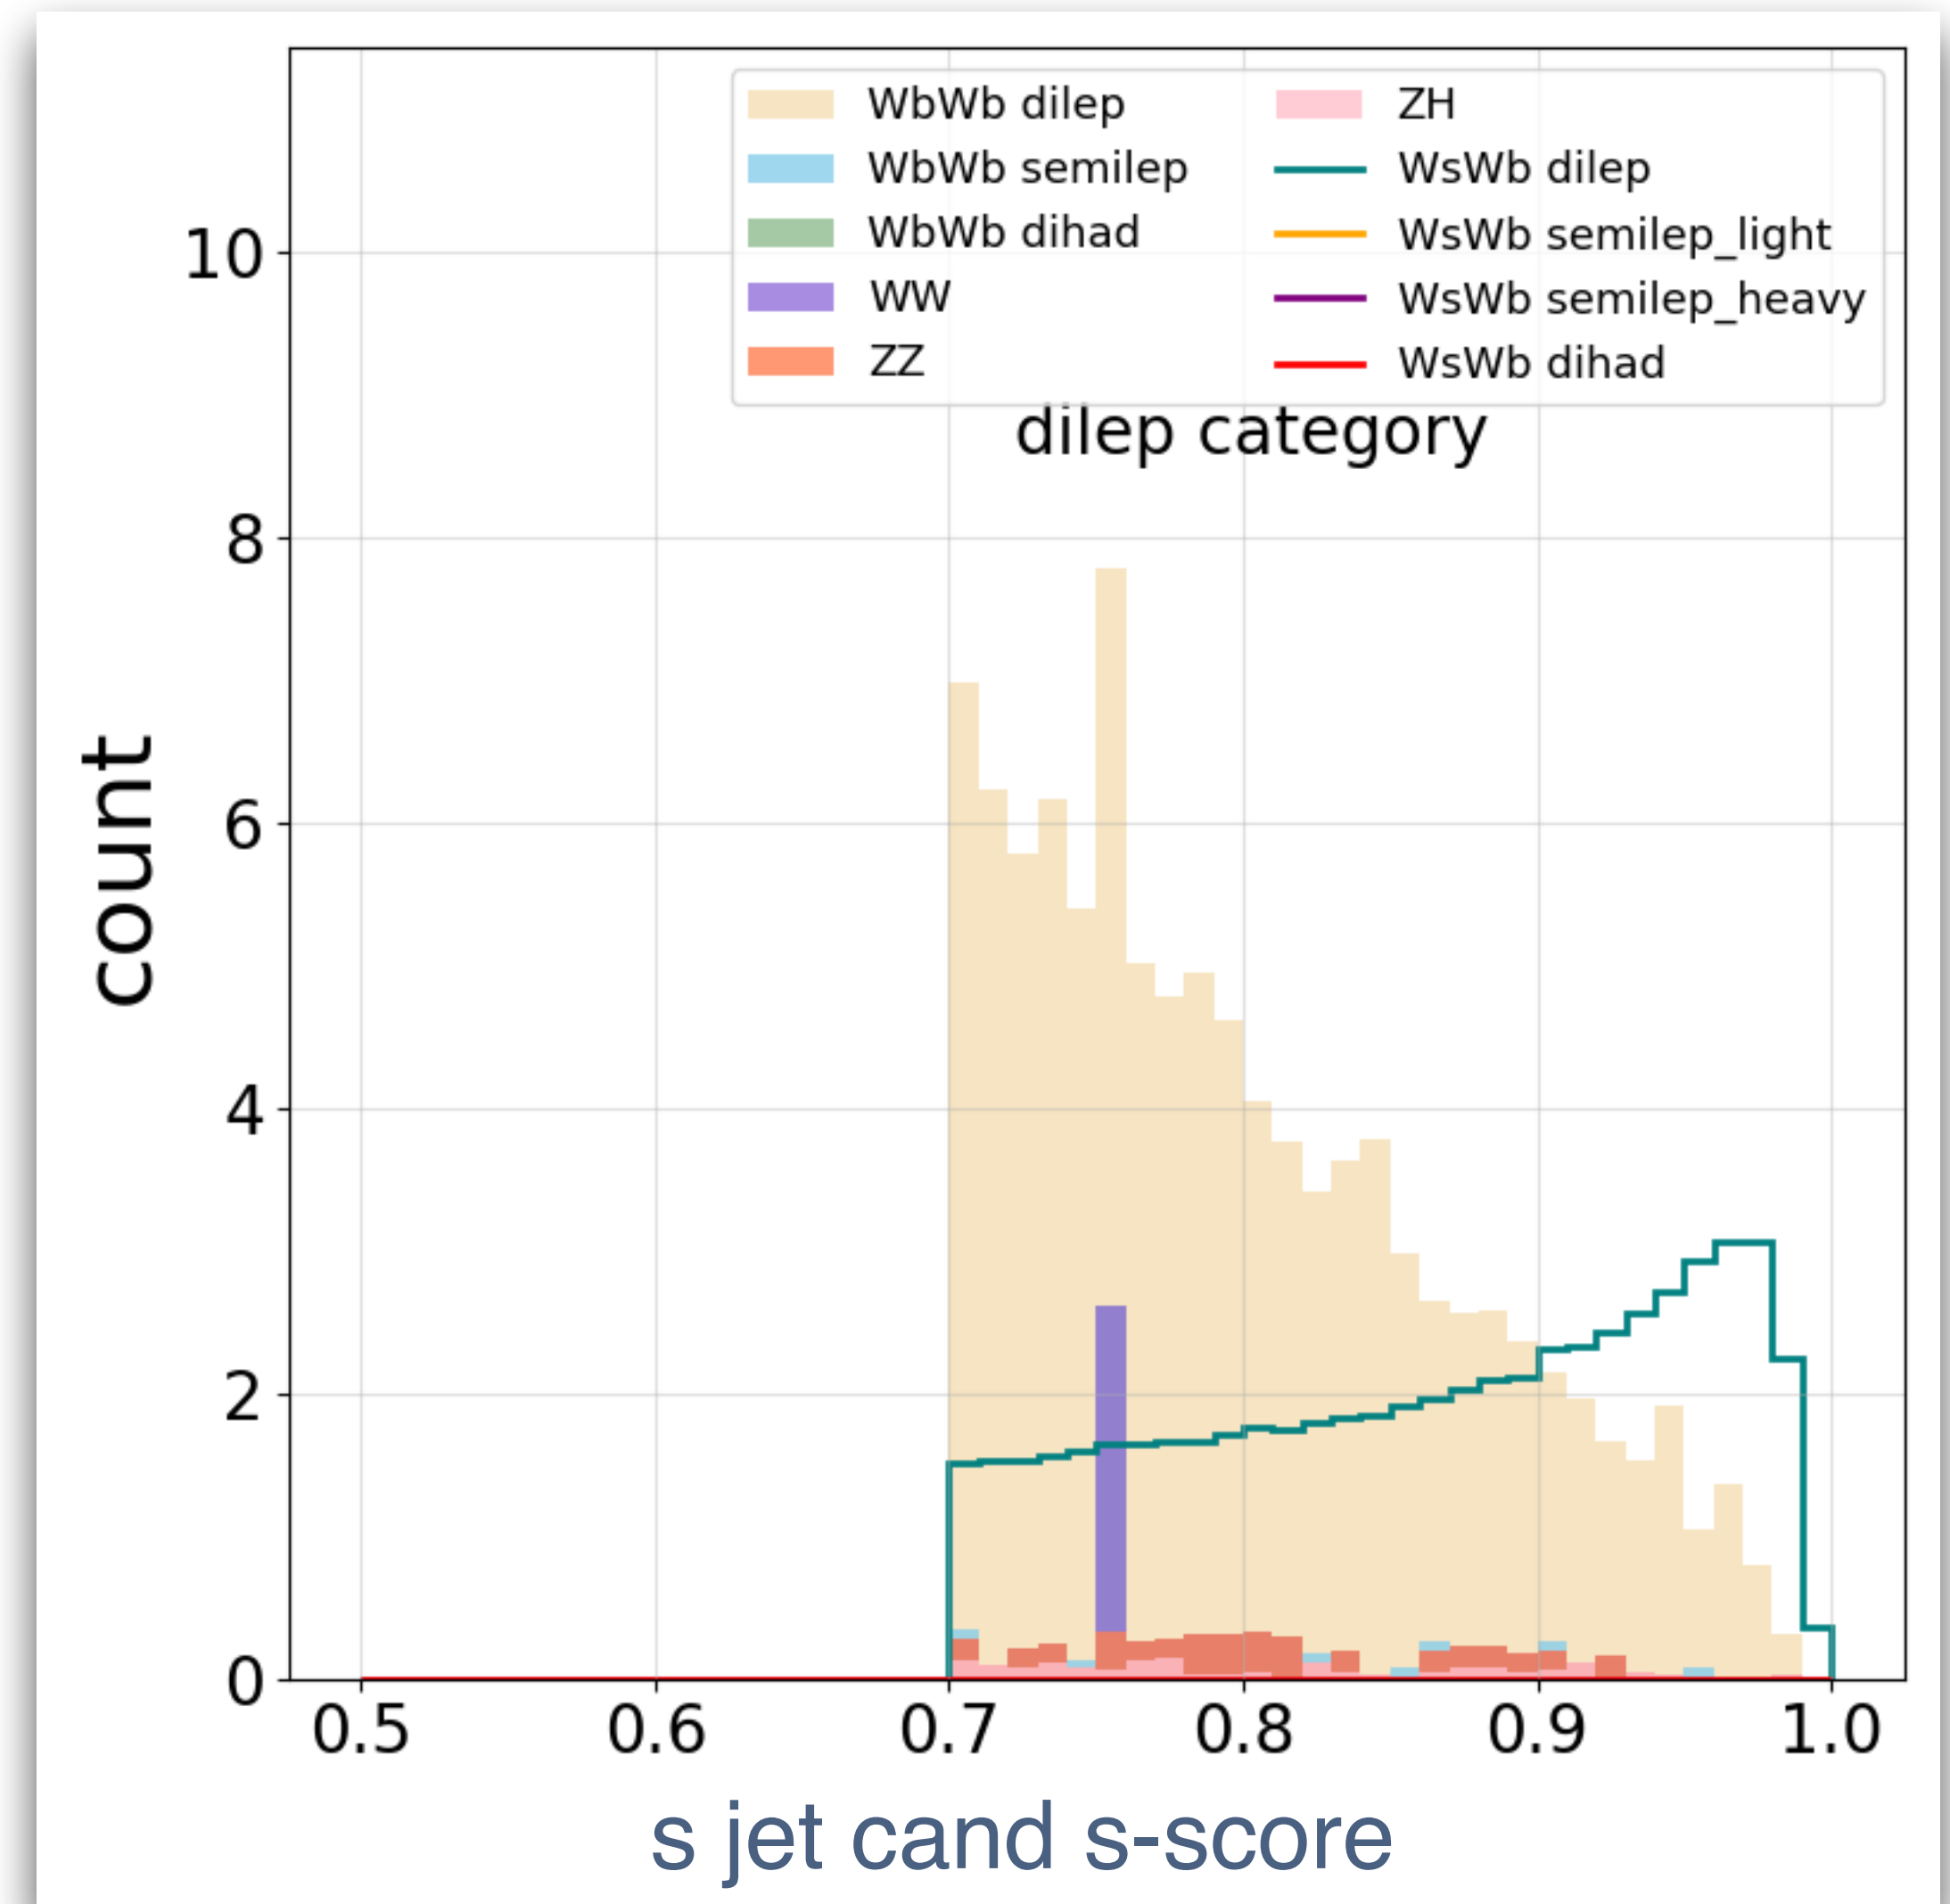 WbWb dilep
WbWb semilep
WbWb dihad
WW
ZZ
ZH
WsWb dilep
WsWb semilep_light
WsWb semilep_heavy
WsWb dihad
dilep category
count
10
8
6
4
2
0
0.5 0.6 0.7 0.8 0.9 1.0
s jet cand s-score